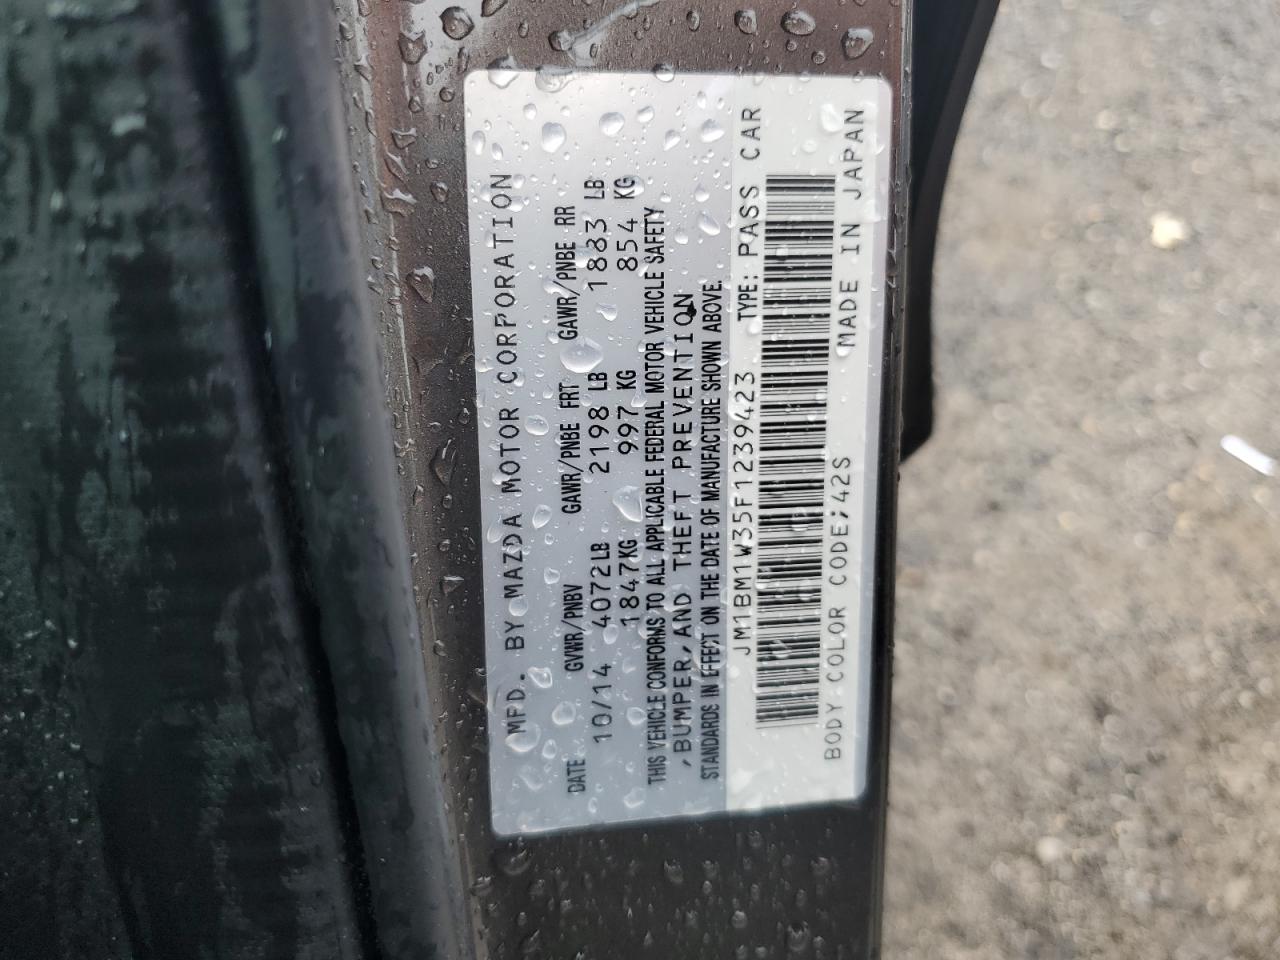 MFD. BY MAZDA MOTOR CORPORATION
DATE GVWR/PNBV GAWR/PNBE FRT GAWR/PNBE RR
10/14 4072LB 2198 LB 1883 LB
1847KG 997 KG 854 KG
THIS VEHICLE CONFORMS TO ALL APPLICABLE FEDERAL MOTOR VEHICLE SAFETY
,BUMPER,AND THEFT PREVENTION
STANDARDS IN EFFECT ON THE DATE OF MANUFACTURE SHOWN ABOVE.
JM1BM1W35F1239423 TYPE: PASS CAR
BODY COLOR CODE;42S MADE IN JAPAN